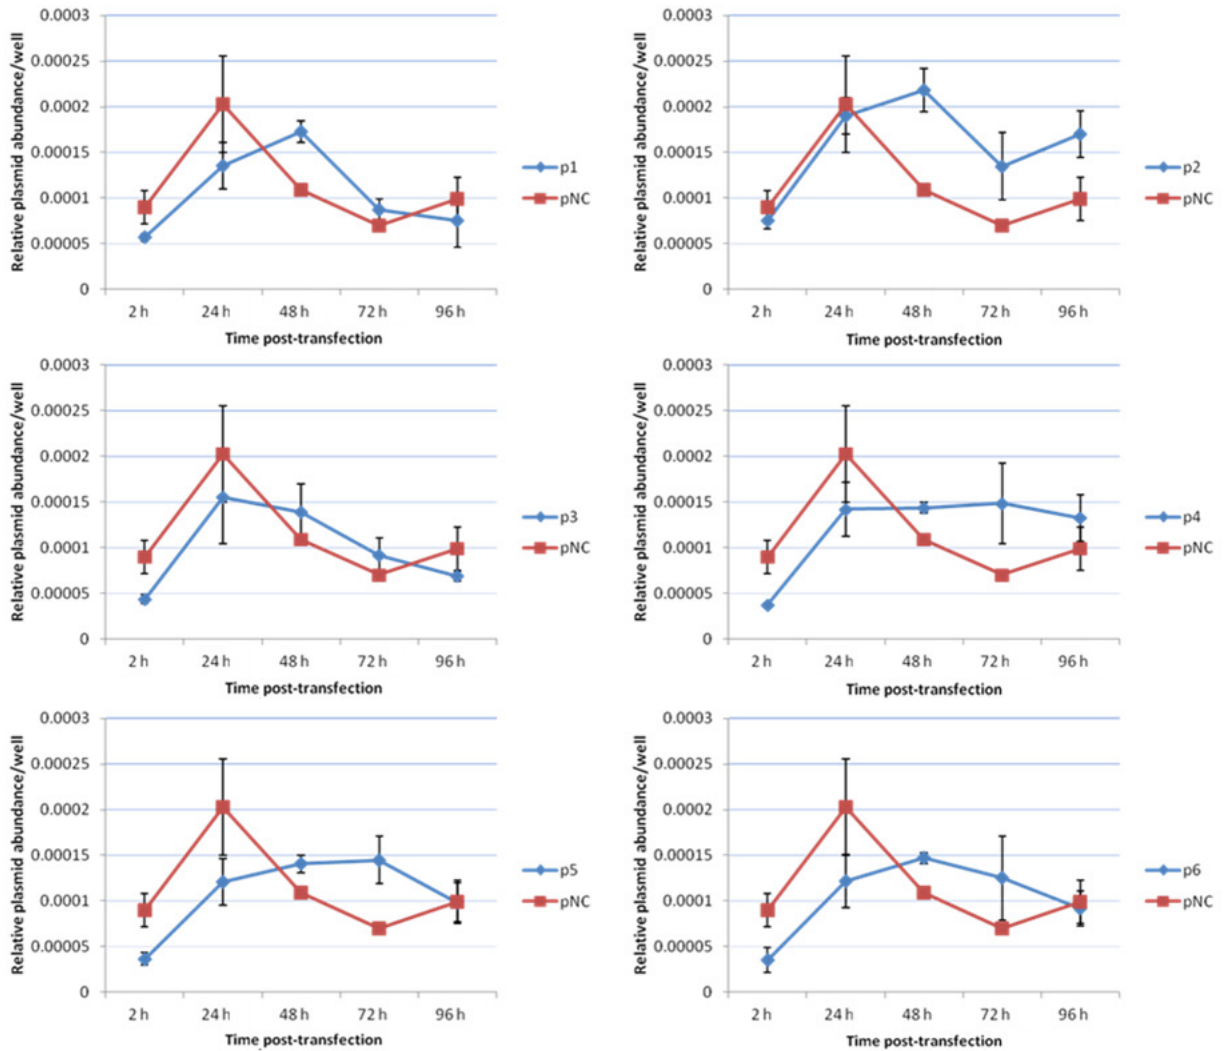 0.0003
0.00025
0.0002
0.00015
0.0001
0.00005
0
Relative plasmid abundance/well
2 h 24 h 48 h 72 h 96 h
Time post-transfection
p1
pNC
0.0003
0.00025
0.0002
0.00015
0.0001
0.00005
0
Relative plasmid abundance/well
2 h 24 h 48 h 72 h 96 h
Time post-transfection
p2
pNC
0.0003
0.00025
0.0002
0.00015
0.0001
0.00005
0
Relative plasmid abundance/well
2 h 24 h 48 h 72 h 96 h
Time post-transfection
p3
pNC
0.0003
0.00025
0.0002
0.00015
0.0001
0.00005
0
Relative plasmid abundance/well
2 h 24 h 48 h 72 h 96 h
Time post-transfection
p4
pNC
0.0003
0.00025
0.0002
0.00015
0.0001
0.00005
0
Relative plasmid abundance/well
2 h 24 h 48 h 72 h 96 h
Time post-transfection
p5
pNC
0.0003
0.00025
0.0002
0.00015
0.0001
0.00005
0
Relative plasmid abundance/well
2 h 24 h 48 h 72 h 96 h
Time post-transfection
p6
pNC